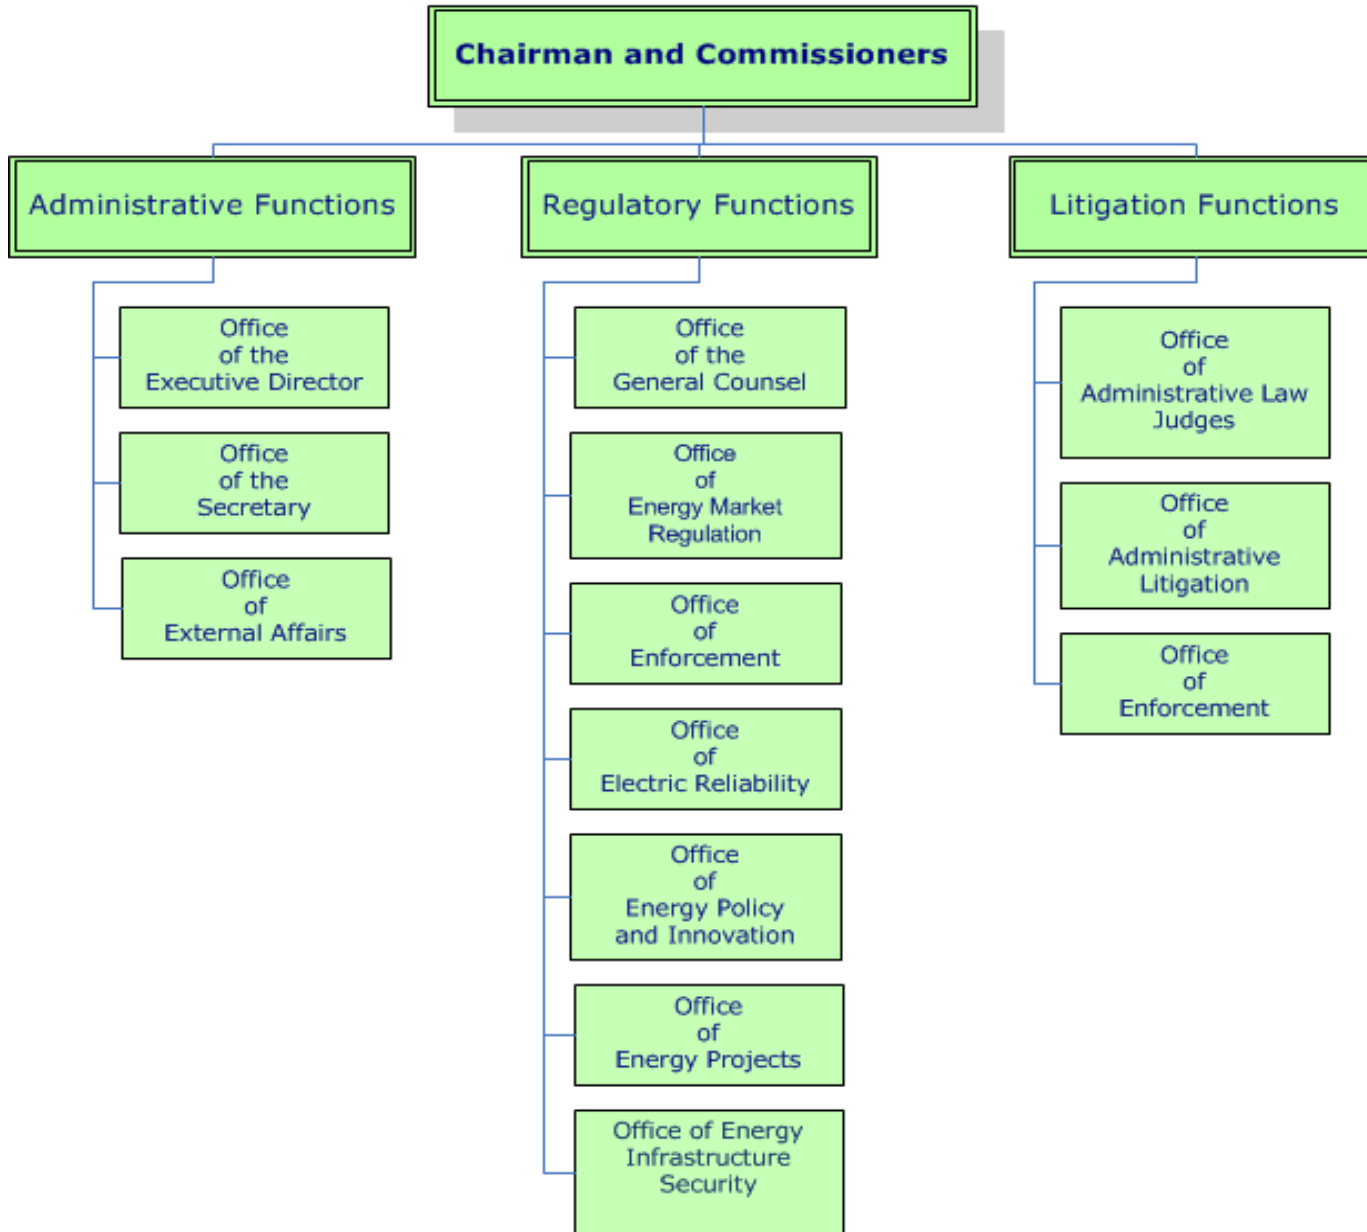 Chairman and Commissioners
Administrative Functions
Office
of the
Executive Director
Office
of the
Secretary
Office
of
External Affairs
Regulatory Functions
Office
of the
General Counsel
Office
of
Energy Market
Regulation
Office
of
Enforcement
Office
of
Electric Reliability
Office
of
Energy Policy
and Innovation
Office
of
Energy Projects
Office of Energy
Infrastructure
Security
Litigation Functions
Office
of
Administrative Law
Judges
Office
of
Administrative
Litigation
Office
of
Enforcement